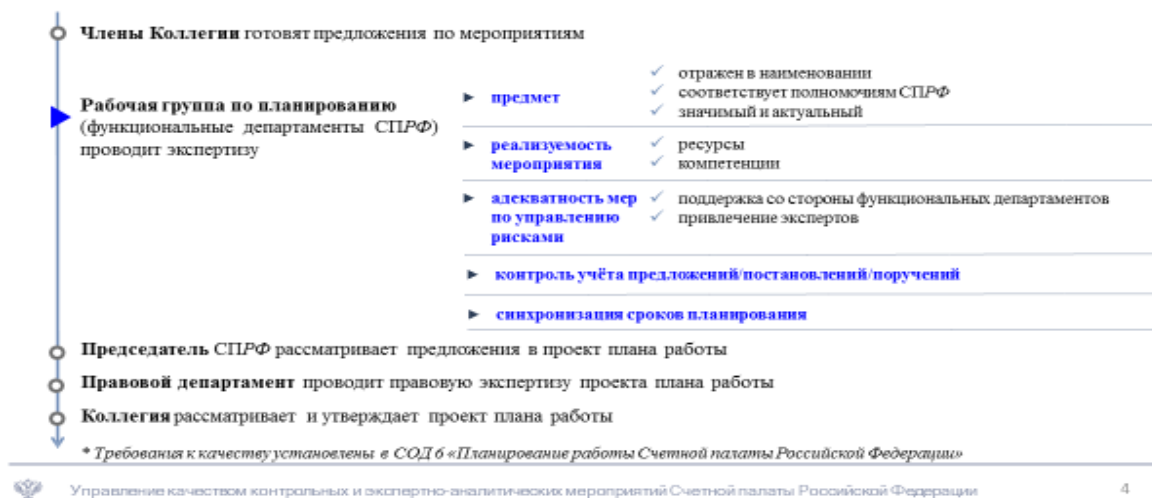 Члены Коллегии готовят предложения по мероприятиям
Рабочая группа по планированию
(функциональные департаменты СПРФ)
проводит экспертизу
► предмет
✓ отражен в наименовании
✓ соответствует полномочиям СПРФ
✓ значимый и актуальный
► реализуемость
мероприятия
✓ ресурсы
✓ компетенции
► адекватность мер
по управлению
рисками
✓ поддержка со стороны функциональных департаментов
✓ привлечение экспертов
► контроль учёта предложений/постановлений/поручений
► синхронизация сроков планирования
Председатель СПРФ рассматривает предложения в проект плана работы
Правовой департамент проводит правовую экспертизу проекта плана работы
Коллегия рассматривает и утверждает проект плана работы
* Требования к качеству установлены в СОД 6 «Планирование работы Счетной палаты Российской Федерации»
Управление качеством контрольных и экспертно-аналитических мероприятий Счетной палаты Российской Федерации
4